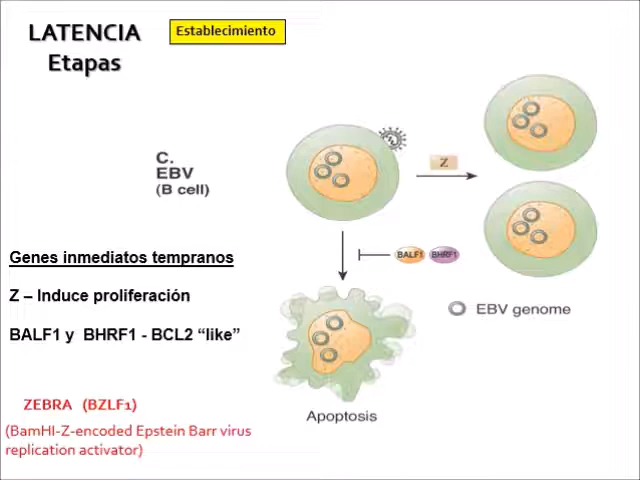 LATENCIA
Etapas
Establecimiento
C.
EBV
(B cell)
Z
Genes inmediatos tempranos
BALF1
BHRF1
Z – Induce proliferación
EBV genome
BALF1 y BHRF1 - BCL2 “like”
ZEBRA (BZLF1)
Apoptosis
(BamHI-Z-encoded Epstein Barr virus
replication activator)